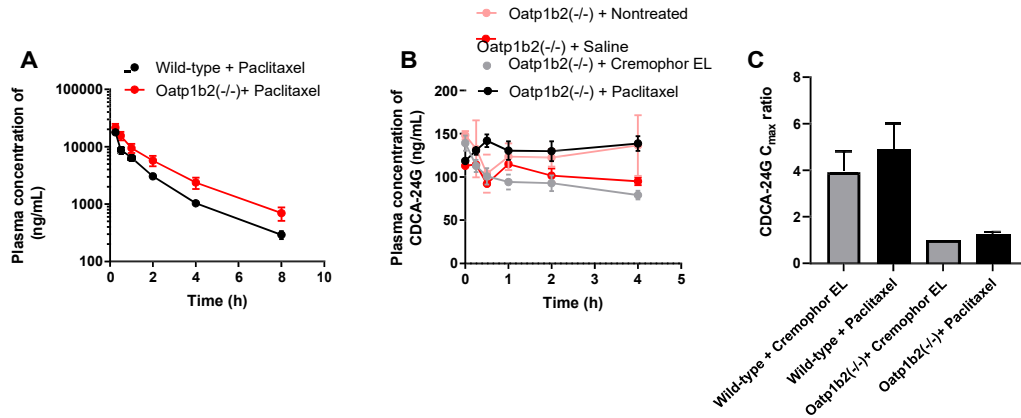 A
Wild-type + Paclitaxel
Oatp1b2(-/-)+ Paclitaxel
Plasma concentration of
(ng/mL)
100000
10000
1000
100
0
2
4
6
8
10
Time (h)
B
Oatp1b2(-/-) + Nontreated
Oatp1b2(-/-) + Saline
Oatp1b2(-/-) + Cremophor EL
Oatp1b2(-/-) + Paclitaxel
Plasma concentration of
CDCA-24G (ng/mL)
200
150
100
50
0
0
1
2
3
4
5
Time (h)
C
CDCA-24G Cmax ratio
8
6
4
2
0
Wild-type + Cremophor EL
Wild-type + Paclitaxel
Oatp1b2(-/-)+ Cremophor EL
Oatp1b2(-/-)+ Paclitaxel